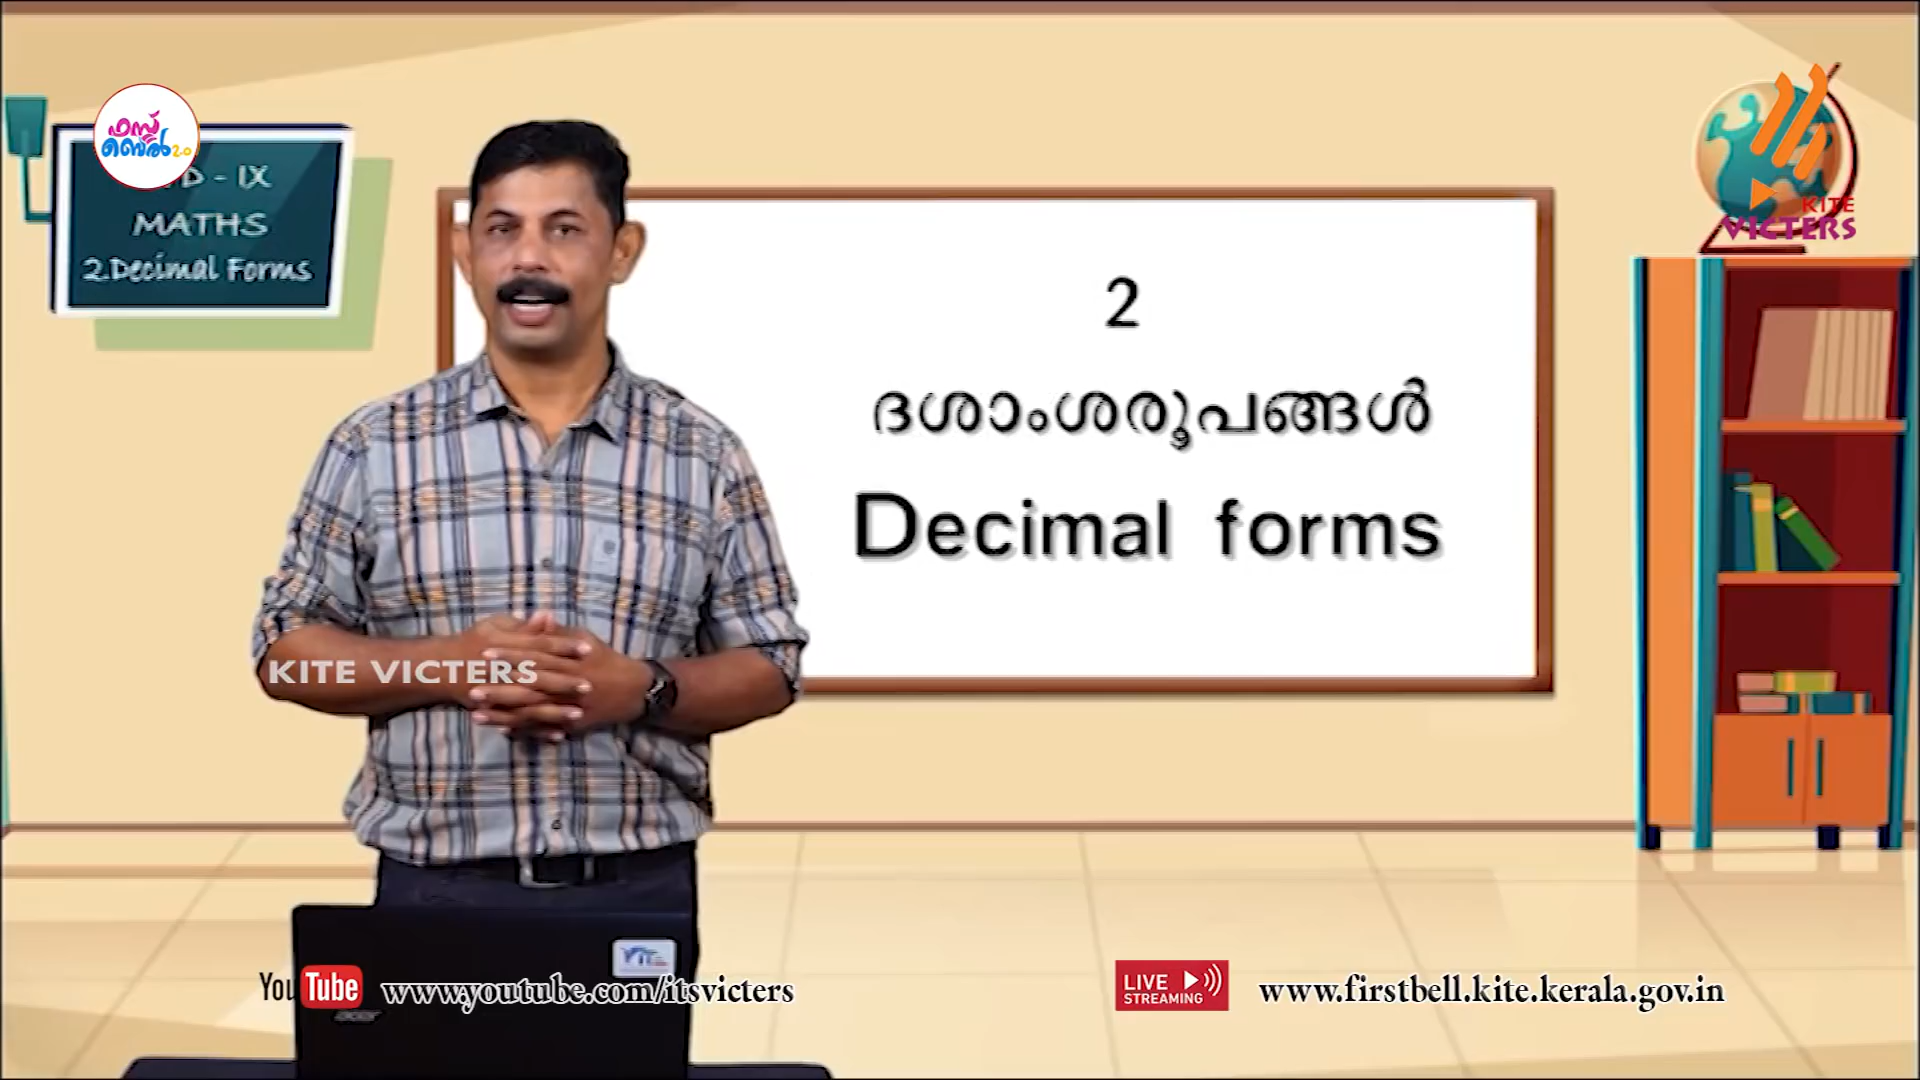 ഫസ്റ്റ്
ബെൽ 2.0
D - IX
MATHS
2.Decimal Forms
KITE
VICTERS
2
ദശാംശരൂപങ്ങൾ
Decimal forms
KITE VICTERS
YouTube www.youtube.com/itsvicters
LIVE
STREAMING
www.firstbell.kite.kerala.gov.in
acer